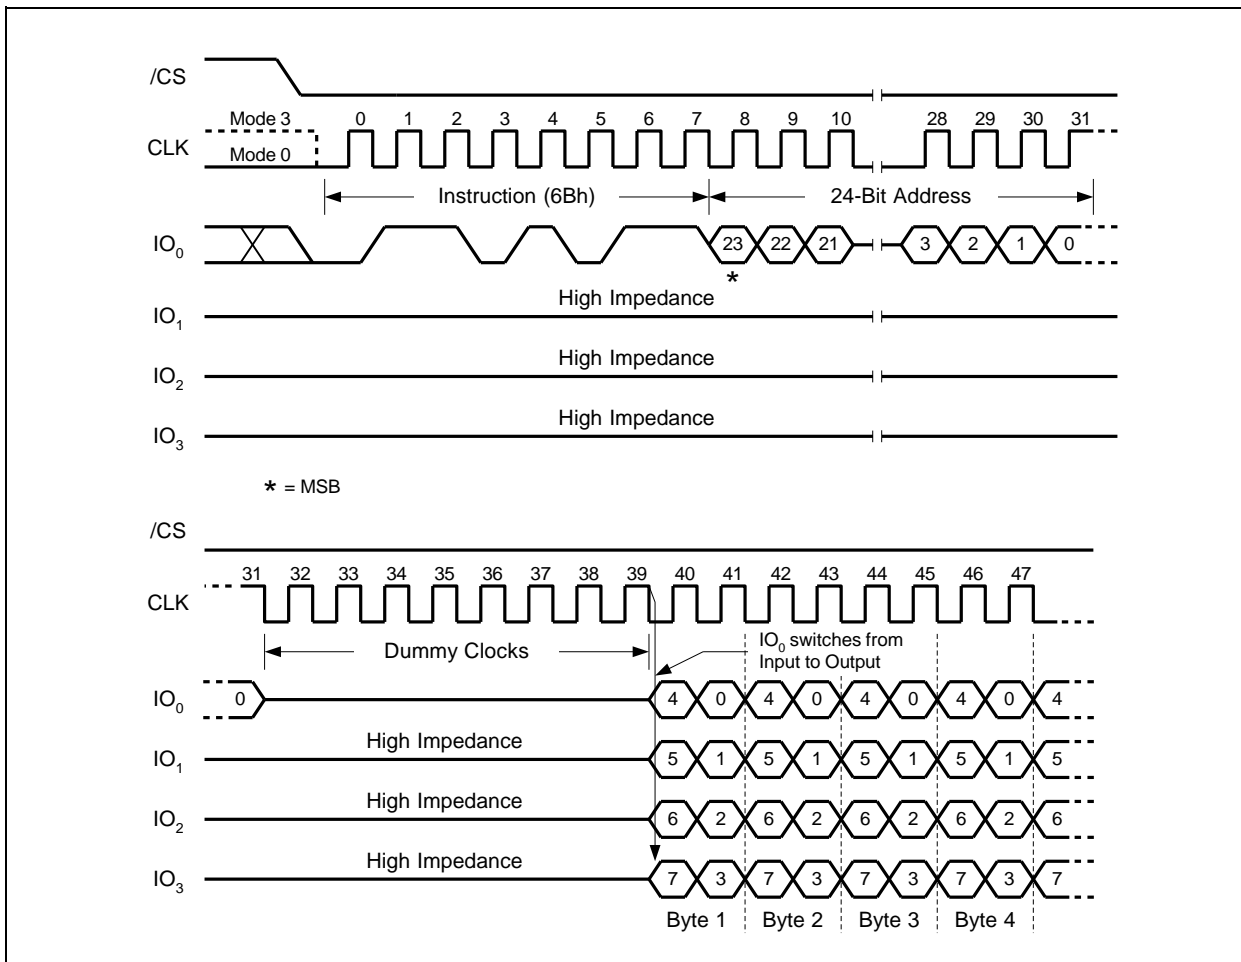 /CS
Mode 3 0 1 2 3 4 5 6 7 8 9 10 28 29 30 31
CLK
Mode 0
Instruction (6Bh) 24-Bit Address
IO0 23 22 21 3 2 1 0
*
High Impedance
IO1
High Impedance
IO2
High Impedance
IO3
* = MSB
/CS
31 32 33 34 35 36 37 38 39 40 41 42 43 44 45 46 47
CLK
Dummy Clocks
IO0 switches from
Input to Output
IO0 0 4 0 4 0 4 0 4 0 4
High Impedance
IO1 5 1 5 1 5 1 5 1 5
High Impedance
IO2 6 2 6 2 6 2 6 2 6
High Impedance
IO3 7 3 7 3 7 3 7 3 7
Byte 1 Byte 2 Byte 3 Byte 4